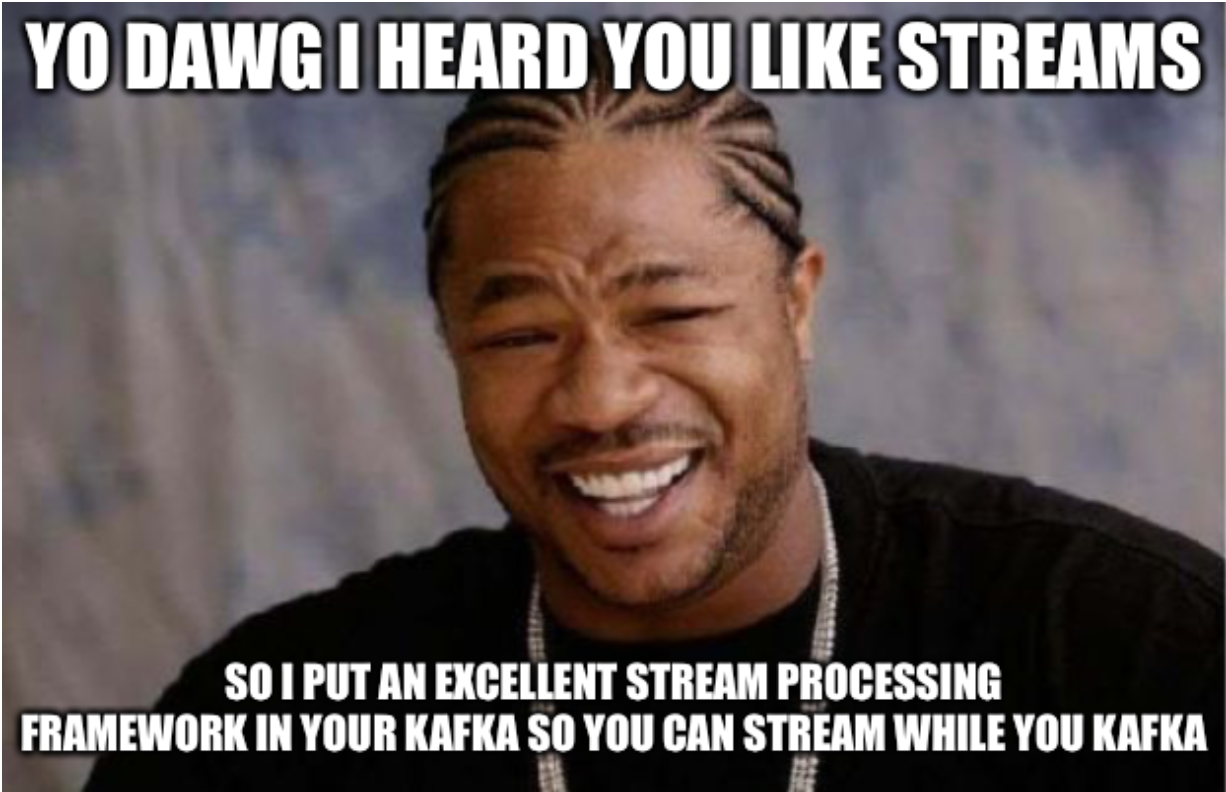 YO DAWG I HEARD YOU LIKE STREAMS
SO I PUT AN EXCELLENT STREAM PROCESSING
FRAMEWORK IN YOUR KAFKA SO YOU CAN STREAM WHILE YOU KAFKA